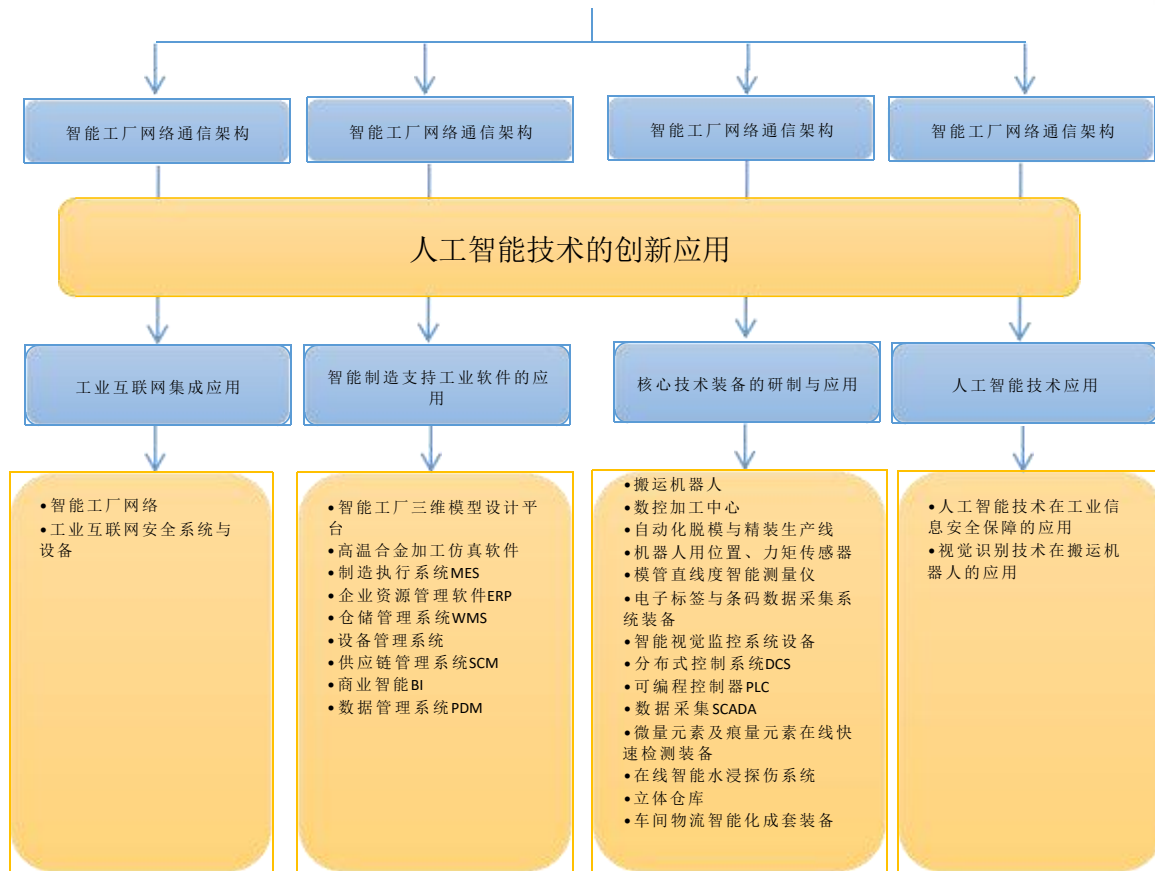 智能工厂网络通信架构
智能工厂网络通信架构
智能工厂网络通信架构
智能工厂网络通信架构
人工智能技术的创新应用
工业互联网集成应用
智能制造支持工业软件的应
用
核心技术装备的研制与应用
人工智能技术应用
•智能工厂网络
•工业互联网安全系统与
设备
•智能工厂三维模型设计平
台
•高温合金加工仿真软件
•制造执行系统MES
•企业资源管理软件ERP
•仓储管理系统WMS
•设备管理系统
•供应链管理系统SCM
•商业智能BI
•数据管理系统PDM
•搬运机器人
•数控加工中心
•自动化脱模与精装生产线
•机器人用位置、力矩传感器
•模管直线度智能测量仪
•电子标签与条码数据采集系
统装备
•智能视觉监控系统设备
•分布式控制系统DCS
•可编程控制器PLC
•数据采集SCADA
•微量元素及痕量元素在线快
速检测装备
•在线智能水浸探伤系统
•立体仓库
•车间物流智能化成套装备
•人工智能技术在工业信
息安全保障的应用
•视觉识别技术在搬运机
器人的应用